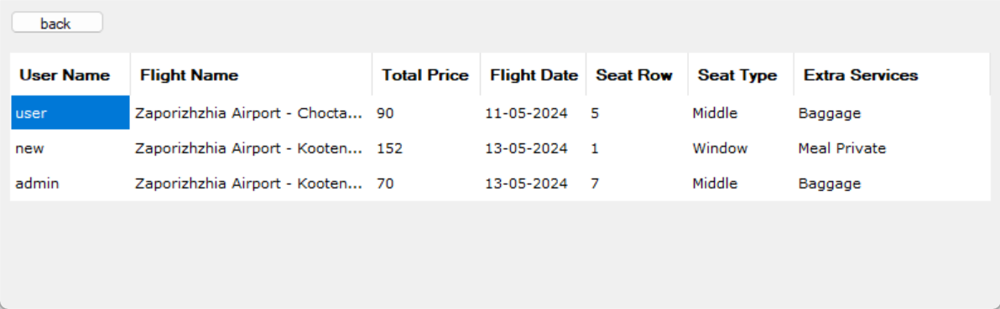 back
User Name Flight Name Total Price Flight Date Seat Row Seat Type Extra Services
user Zaporizhzhia Airport - Chocta... 90 11-05-2024 5 Middle Baggage
new Zaporizhzhia Airport - Kooten... 152 13-05-2024 1 Window Meal Private
admin Zaporizhzhia Airport - Kooten... 70 13-05-2024 7 Middle Baggage